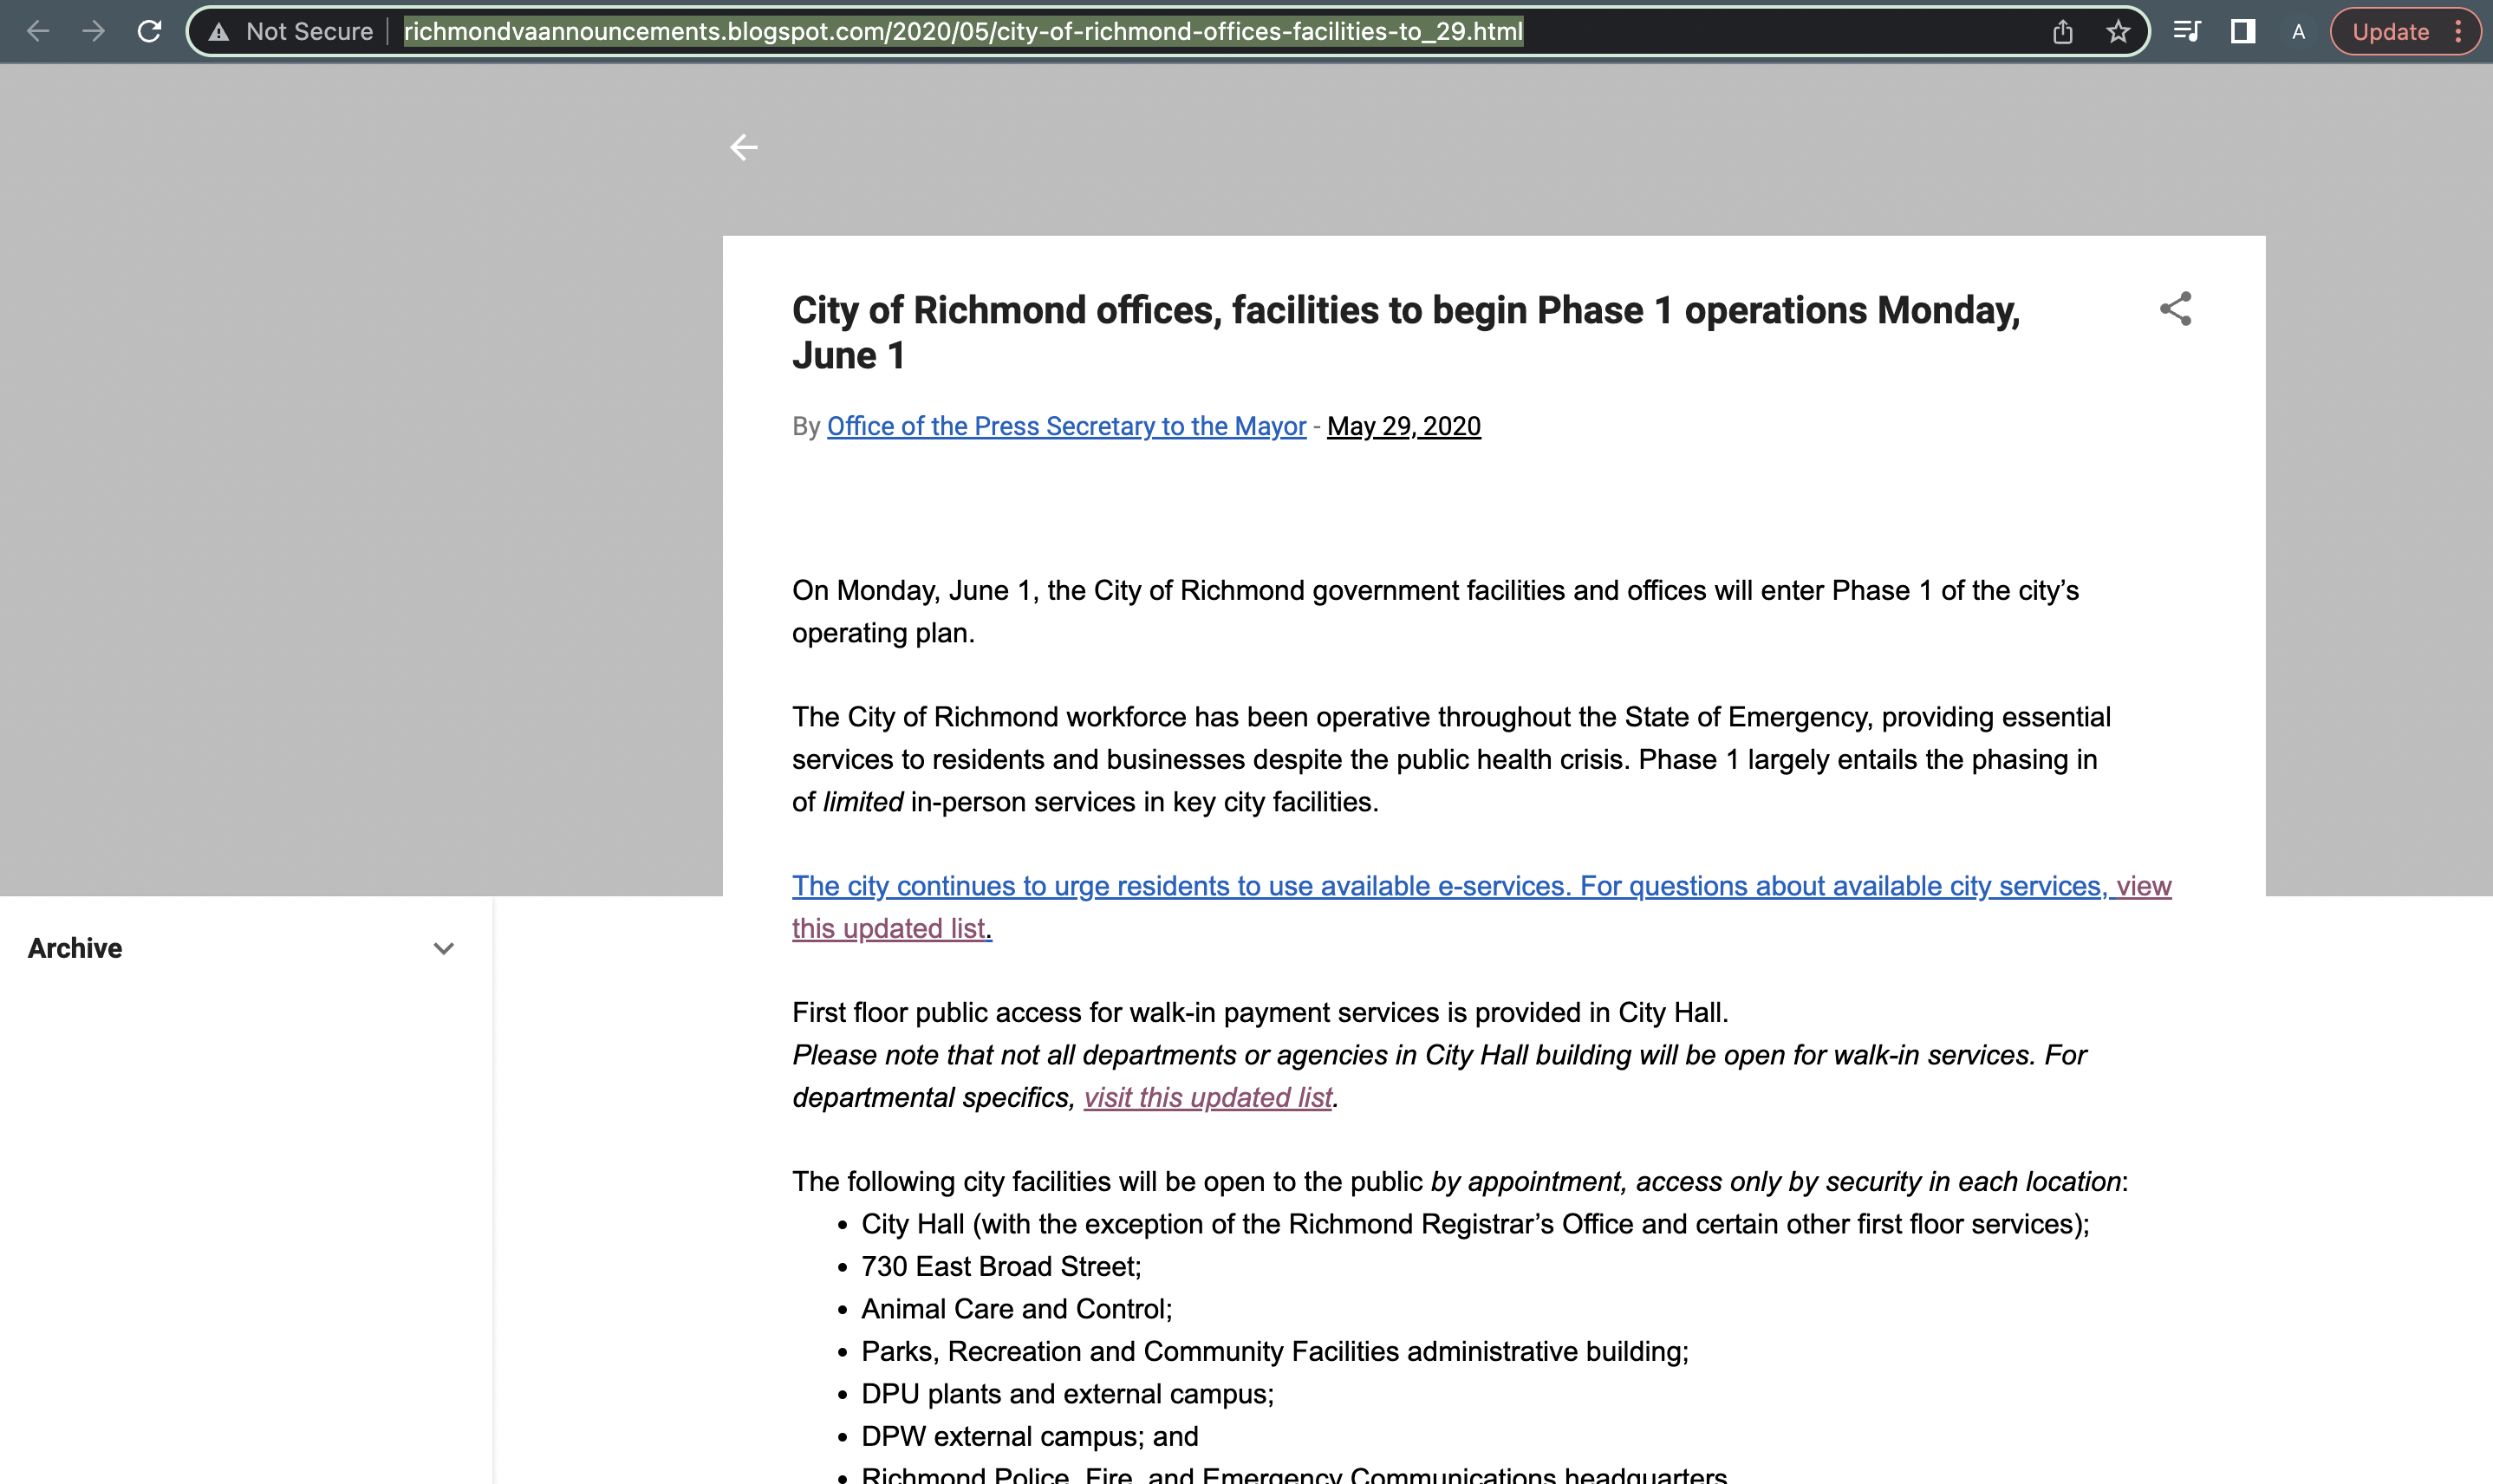 Not Secure
richmondvaannouncements.blogspot.com/2020/05/city-of-richmond-offices-facilities-to_29.html
A
Update
City of Richmond offices, facilities to begin Phase 1 operations Monday,
June 1
By Office of the Press Secretary to the Mayor - May 29, 2020
On Monday, June 1, the City of Richmond government facilities and offices will enter Phase 1 of the city’s
operating plan.
The City of Richmond workforce has been operative throughout the State of Emergency, providing essential
services to residents and businesses despite the public health crisis. Phase 1 largely entails the phasing in
of limited in-person services in key city facilities.
The city continues to urge residents to use available e-services. For questions about available city services, view
this updated list.
Archive
First floor public access for walk-in payment services is provided in City Hall.
Please note that not all departments or agencies in City Hall building will be open for walk-in services. For
departmental specifics, visit this updated list.
The following city facilities will be open to the public by appointment, access only by security in each location:
• City Hall (with the exception of the Richmond Registrar’s Office and certain other first floor services);
• 730 East Broad Street;
• Animal Care and Control;
• Parks, Recreation and Community Facilities administrative building;
• DPU plants and external campus;
• DPW external campus; and
• Richmond Police, Fire, and Emergency Communications headquarters